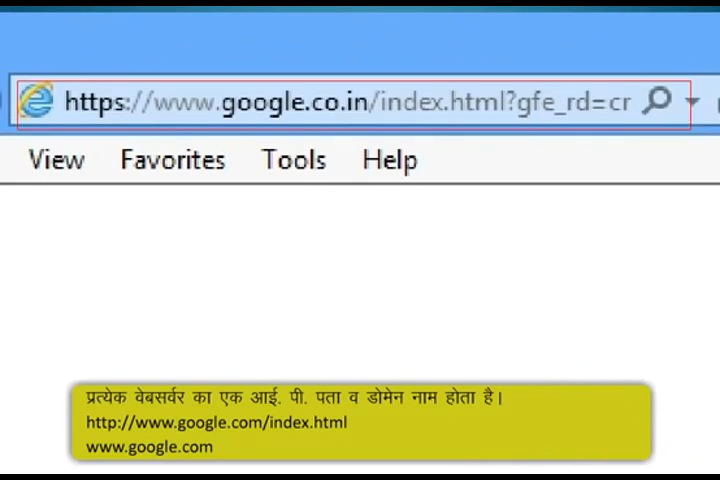 https://www.google.co.in/index.html?gfe_rd=cr
View Favorites Tools Help
प्रत्येक वेबसर्वर का एक आई. पी. पता व डोमेन नाम होता है।
http://www.google.com/index.html
www.google.com